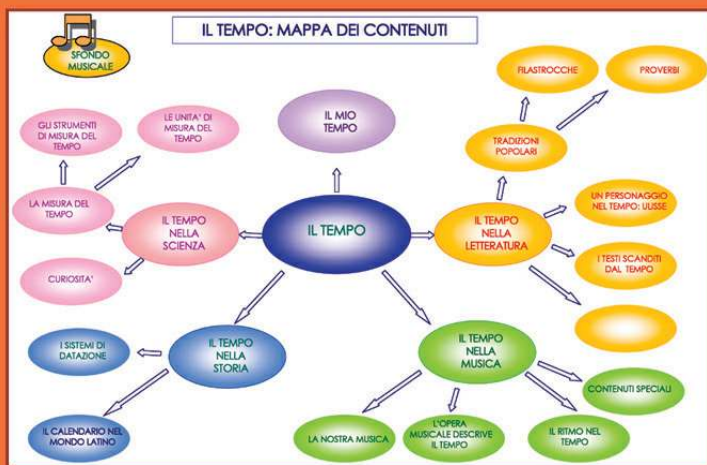 IL TEMPO: MAPPA DEI CONTENUTI
SFONDO
MUSICALE
FILASTROCCHE
PROVERBI
GLI STRUMENTI
DI MISURA DEL
TEMPO
LE UNITA' DI
MISURA DEL
TEMPO
IL MIO
TEMPO
TRADIZIONI
POPOLARI
LA MISURA DEL
TEMPO
IL TEMPO
NELLA
SCIENZA
IL TEMPO
IL TEMPO
NELLA
LETTERATURA
UN PERSONAGGIO
NEL TEMPO: ULISSE
I TESTI SCANDITI
DAL TEMPO
CURIOSITA'
I SISTEMI DI
DATAZIONE
IL TEMPO
NELLA
STORIA
IL TEMPO
NELLA
MUSICA
CONTENUTI SPECIALI
IL CALENDARIO NEL
MONDO LATINO
LA NOSTRA MUSICA
L'OPERA
MUSICALE DESCRIVE
IL TEMPO
IL RITMO NEL
TEMPO